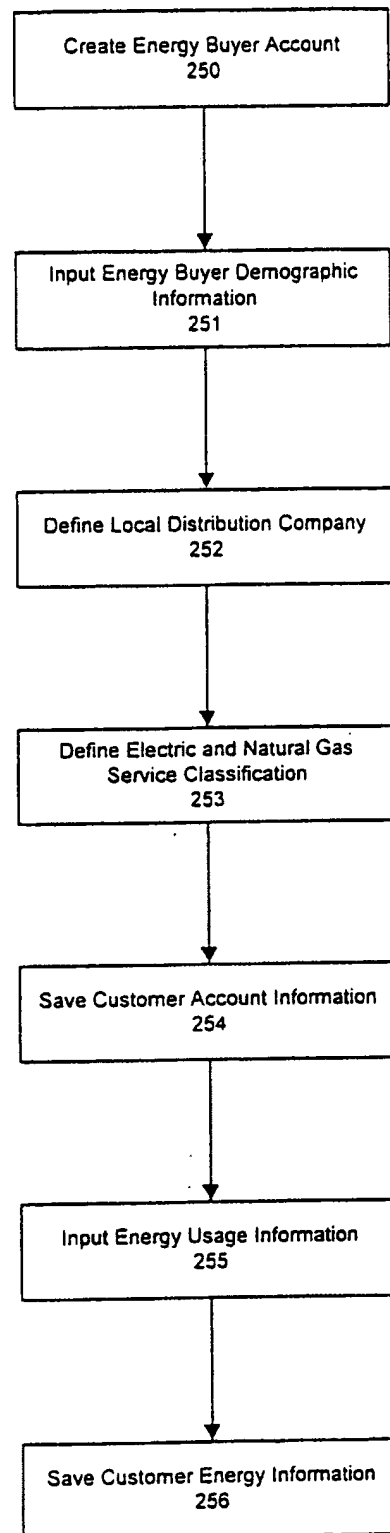 Create Energy Buyer Account
250
Input Energy Buyer Demographic
Information
251
Define Local Distribution Company
252
Define Electric and Natural Gas
Service Classification
253
Save Customer Account Information
254
Input Energy Usage Information
255
Save Customer Energy Information
256